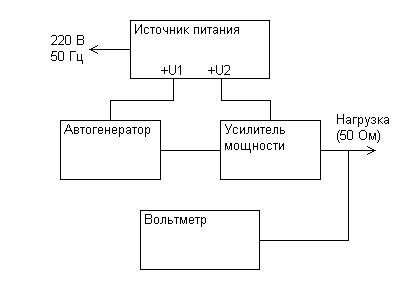 Источник питания
220 В
50 Гц
+U1
+U2
Автогенератор
Усилитель
мощности
Нагрузка
(50 Ом)
Вольтметр